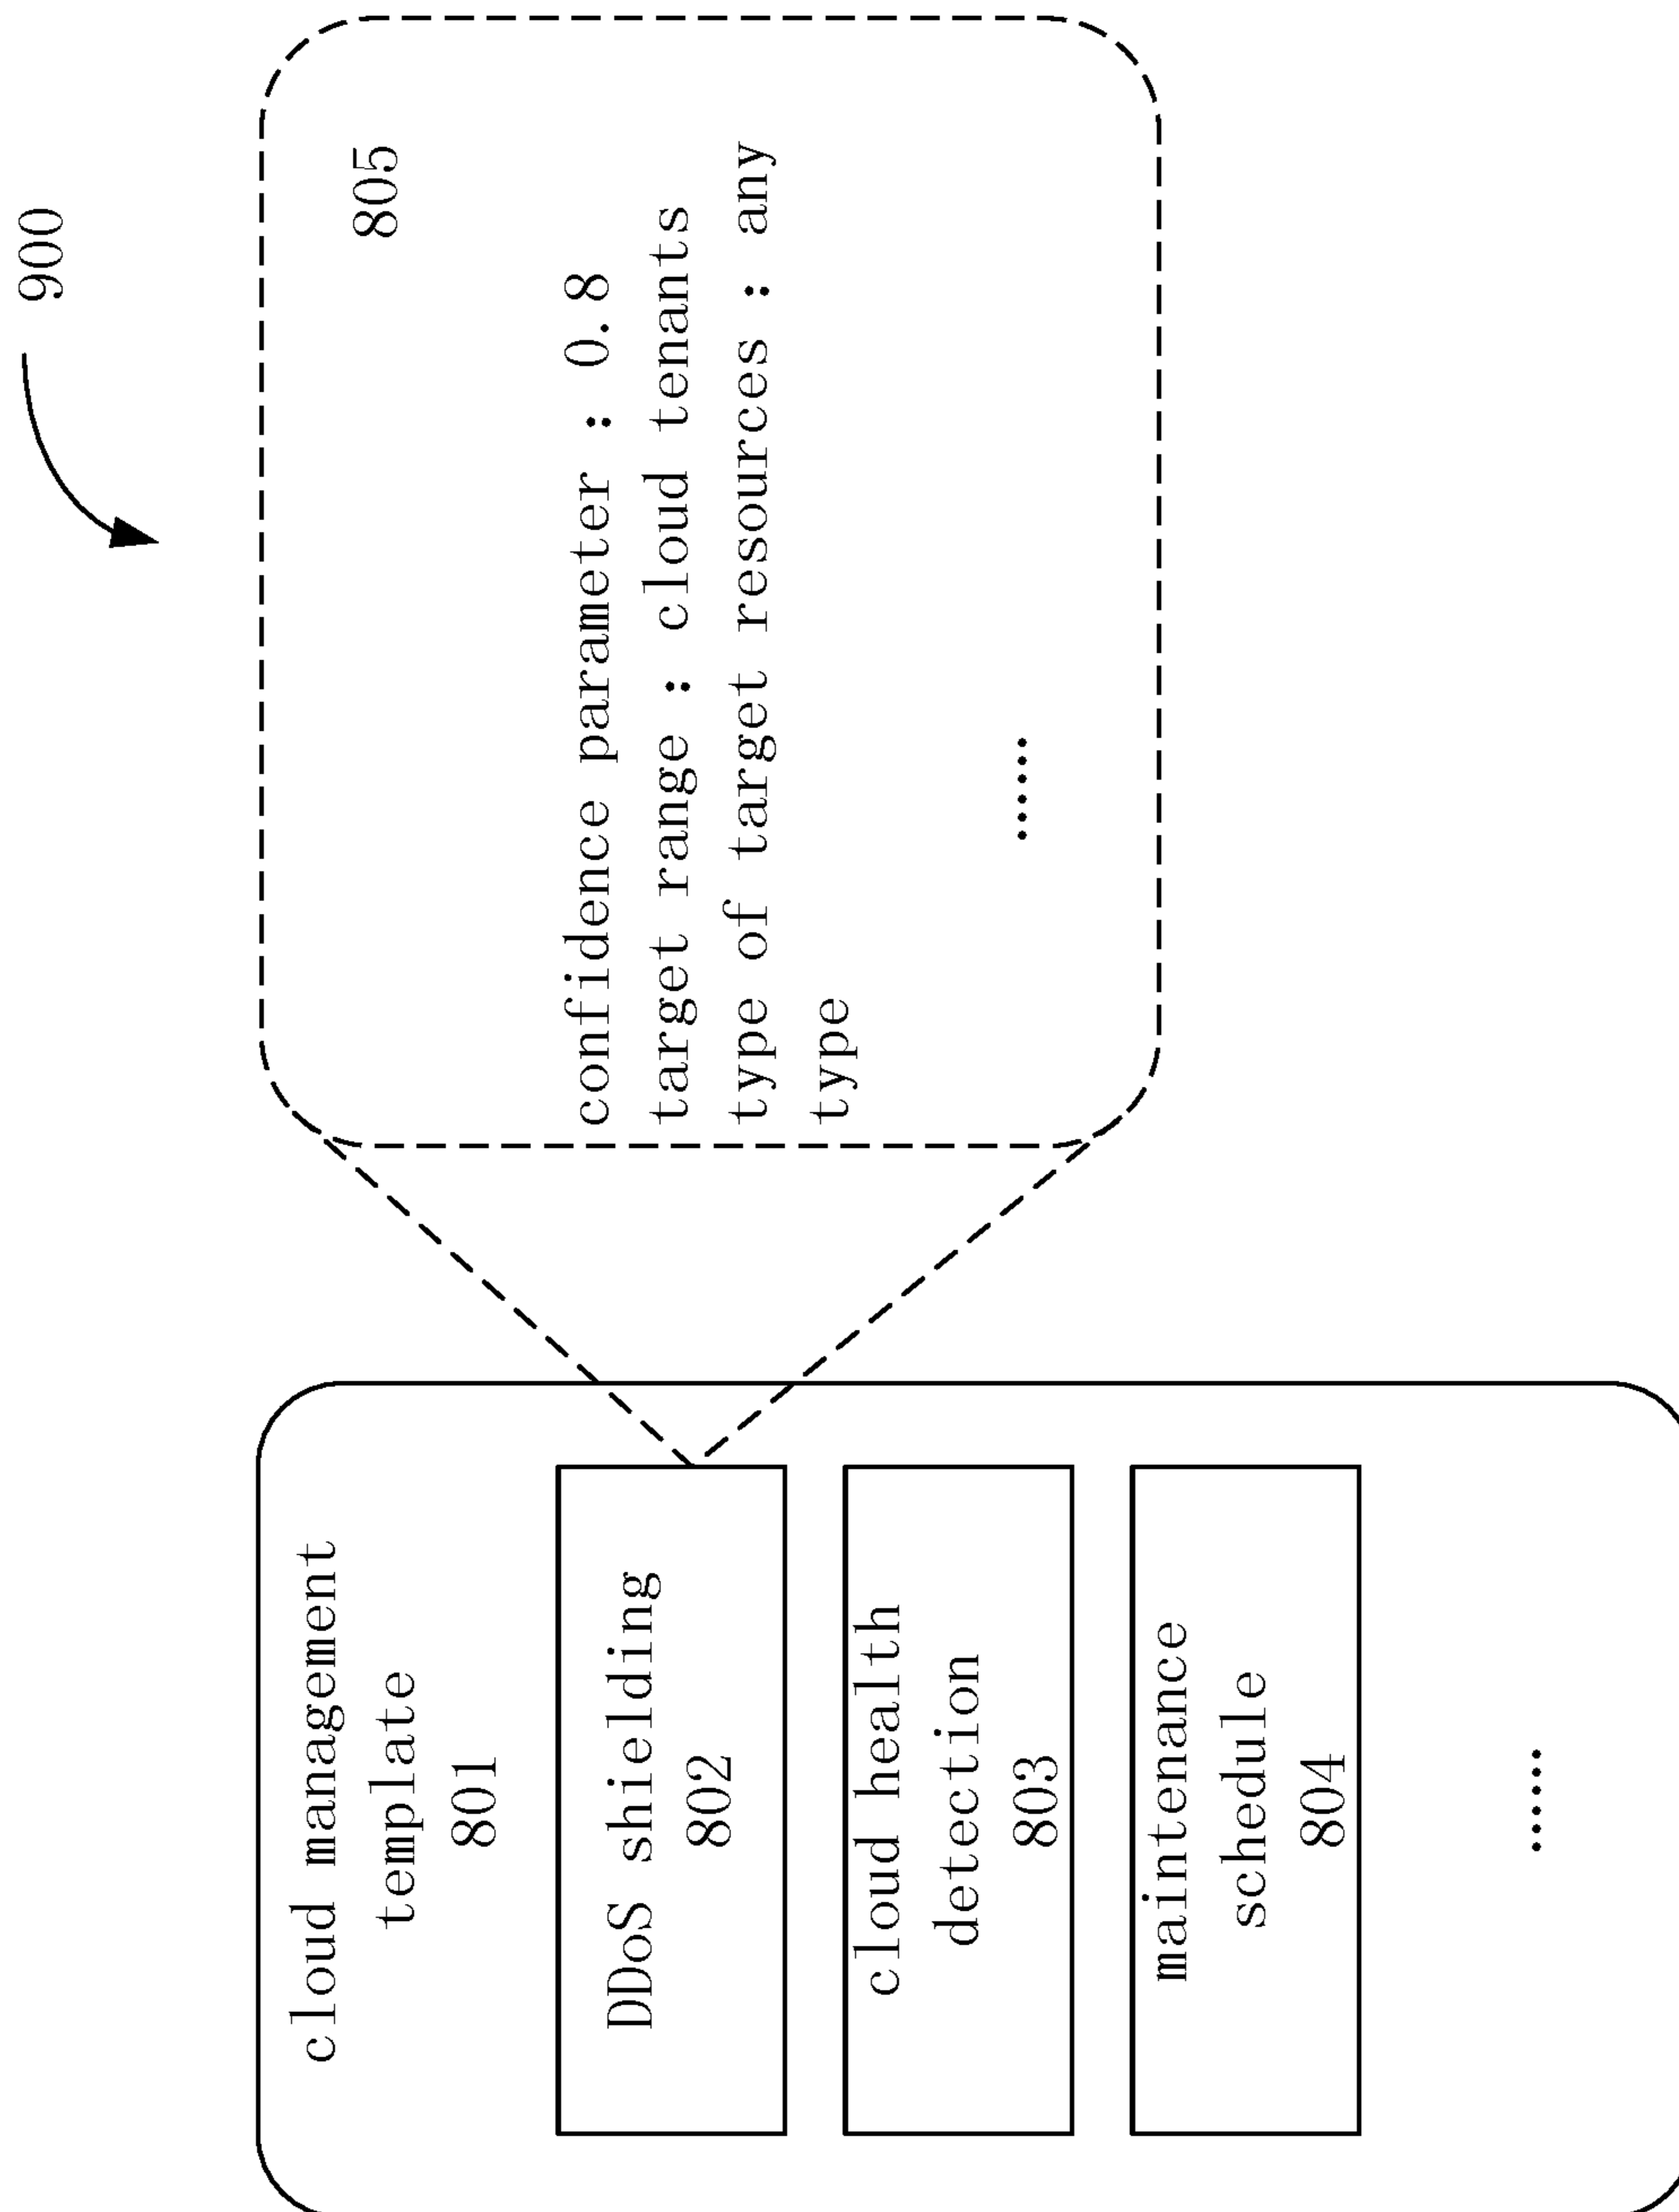 900
cloud management
template
801
DDoS shielding
802
cloud health
detection
803
maintenance
schedule
804
......
805
confidence parameter : 0.8
target range : cloud tenants
type of target resources : any
type
......